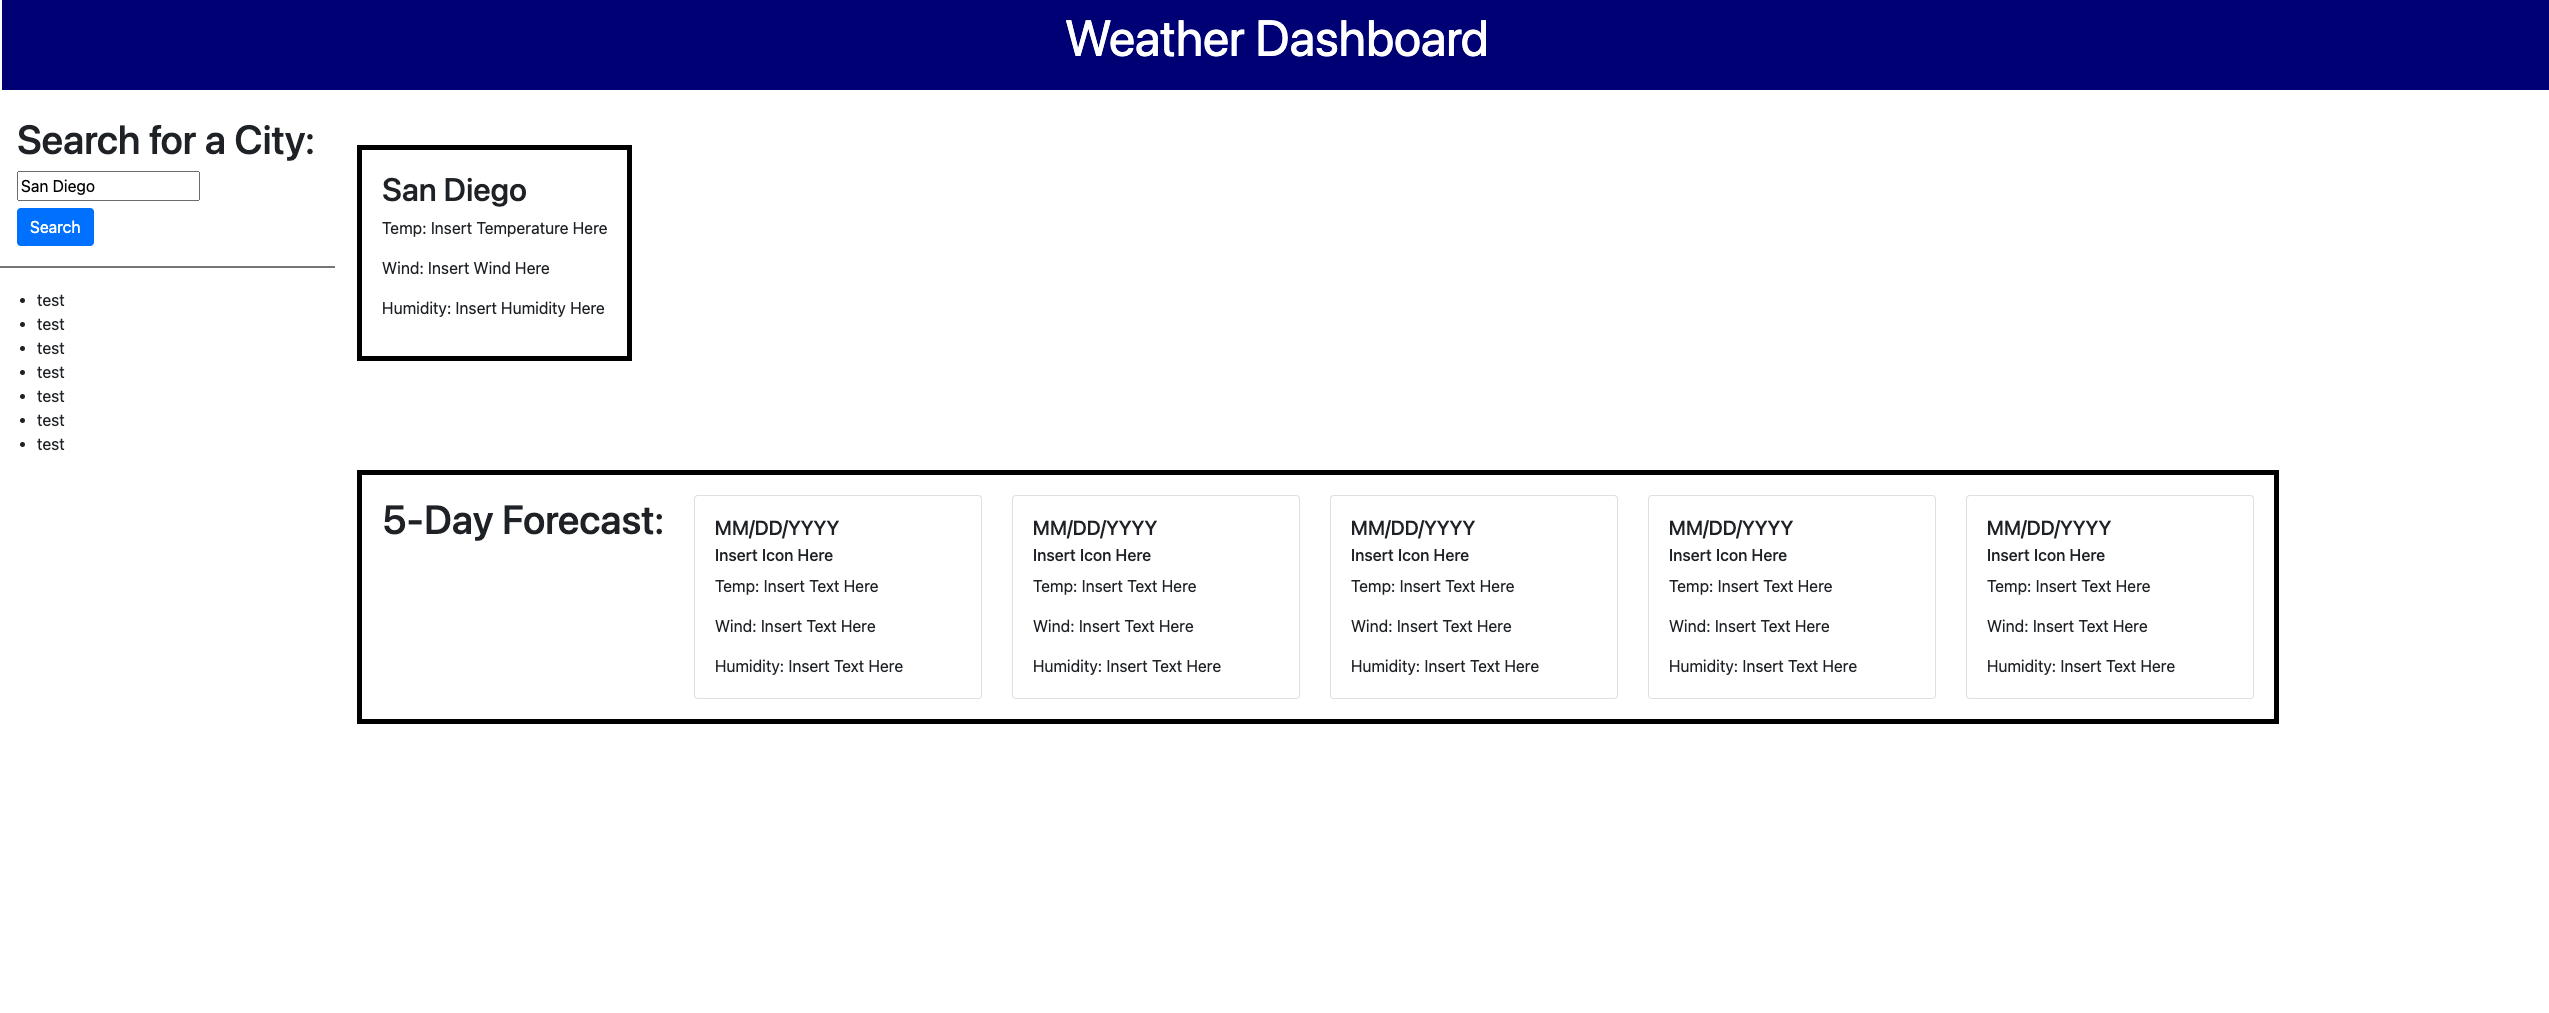 Weather Dashboard
Search for a City:
San Diego
Search
test
test
test
test
test
test
test
San Diego
Temp: Insert Temperature Here
Wind: Insert Wind Here
Humidity: Insert Humidity Here
5-Day Forecast:
MM/DD/YYYY
Insert Icon Here
Temp: Insert Text Here
Wind: Insert Text Here
Humidity: Insert Text Here
MM/DD/YYYY
Insert Icon Here
Temp: Insert Text Here
Wind: Insert Text Here
Humidity: Insert Text Here
MM/DD/YYYY
Insert Icon Here
Temp: Insert Text Here
Wind: Insert Text Here
Humidity: Insert Text Here
MM/DD/YYYY
Insert Icon Here
Temp: Insert Text Here
Wind: Insert Text Here
Humidity: Insert Text Here
MM/DD/YYYY
Insert Icon Here
Temp: Insert Text Here
Wind: Insert Text Here
Humidity: Insert Text Here